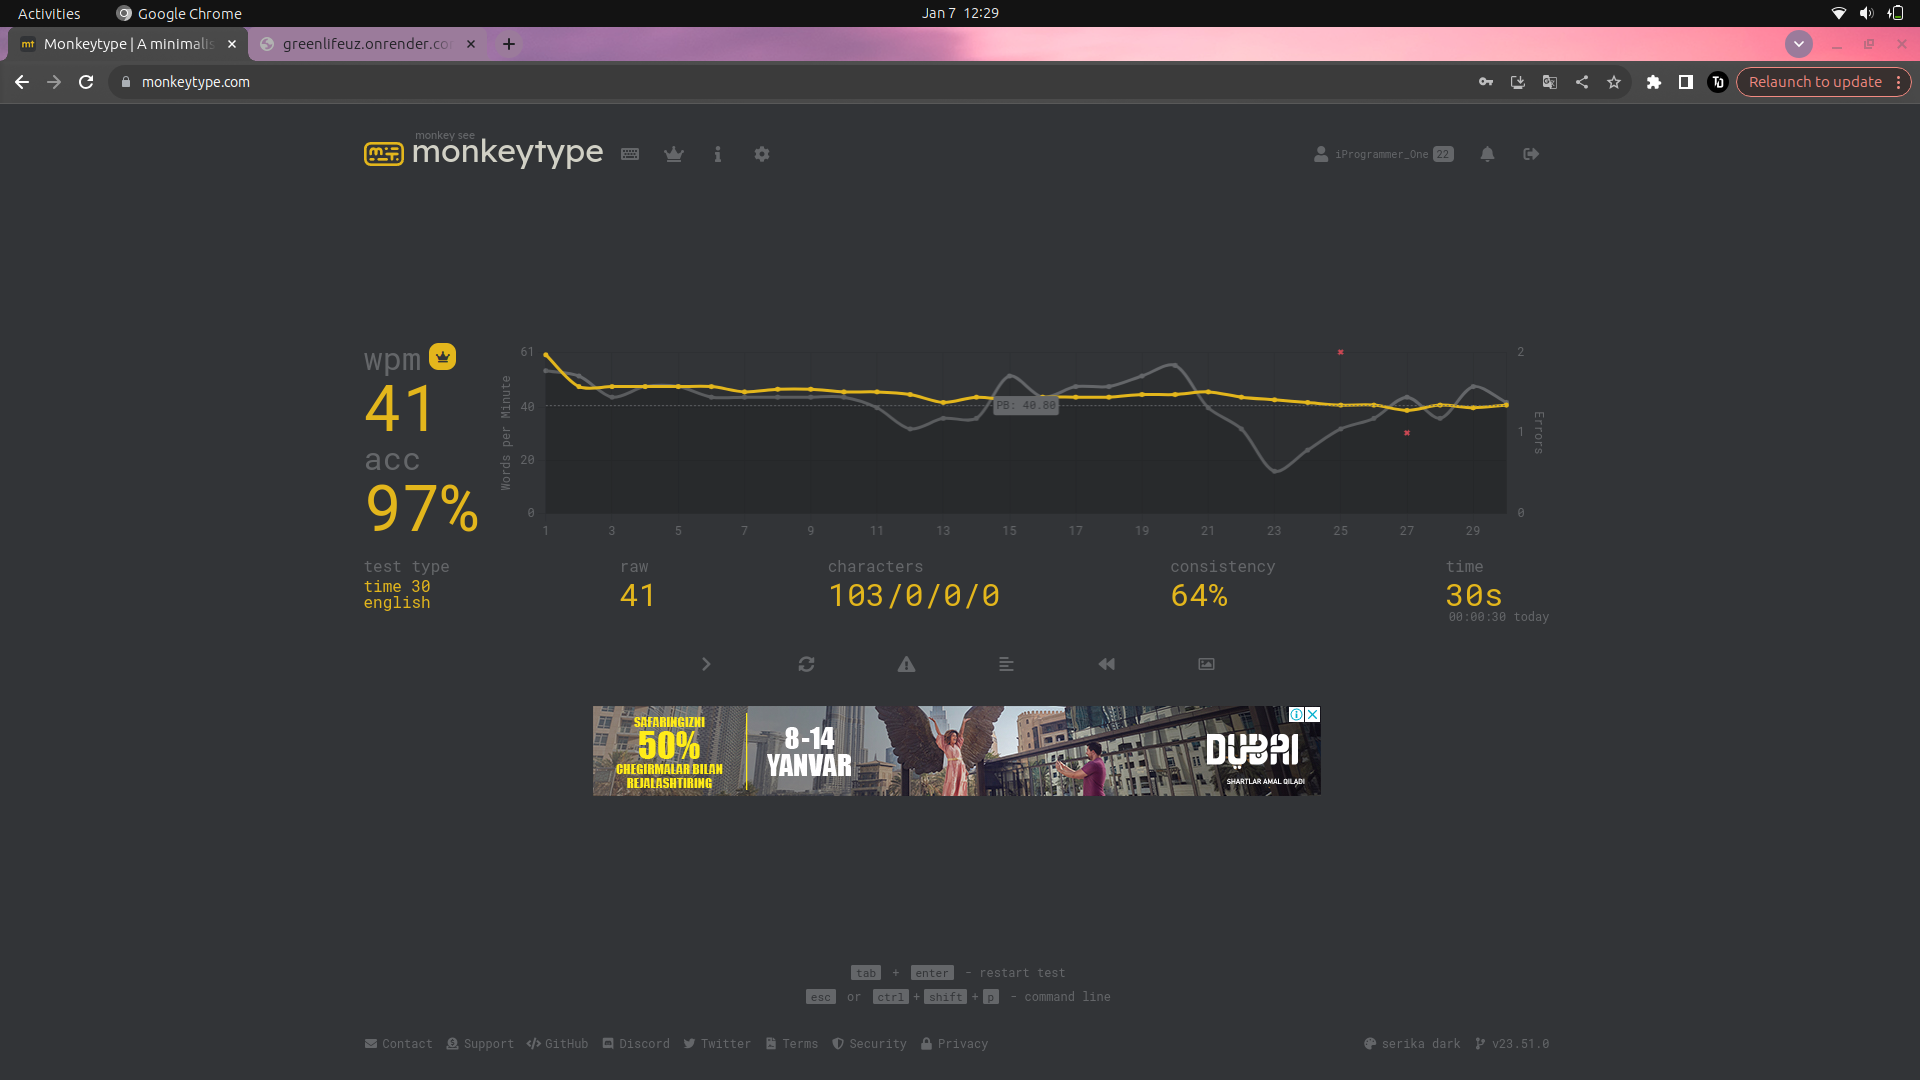 Activities
Google Chrome
Jan 7 12:29
mt
Monkeytype | A minimalis
greenlifeuz.onrender.co
monkeytype.com
Relaunch to update
monkey see
monkeytype
iProgrammer_One 22
wpm
41
acc
97%
Words per Minute
61
40
20
0
PB: 40.80
2
1
0
Errors
1 3 5 7 9 11 13 15 17 19 21 23 25 27 29
test type
time 30
english
raw
41
characters
103/0/0/0
consistency
64%
time
30s
00:00:30 today
SAFARINGIZNI
50%
CHEGIRMALAR BILAN
REJALASHTIRING
8-14
YANVAR
DUBAI
SHARTLAR AMAL QILADI
tab + enter - restart test
esc or ctrl + shift + p - command line
Contact Support GitHub Discord Twitter Terms Security Privacy
serika dark v23.51.0